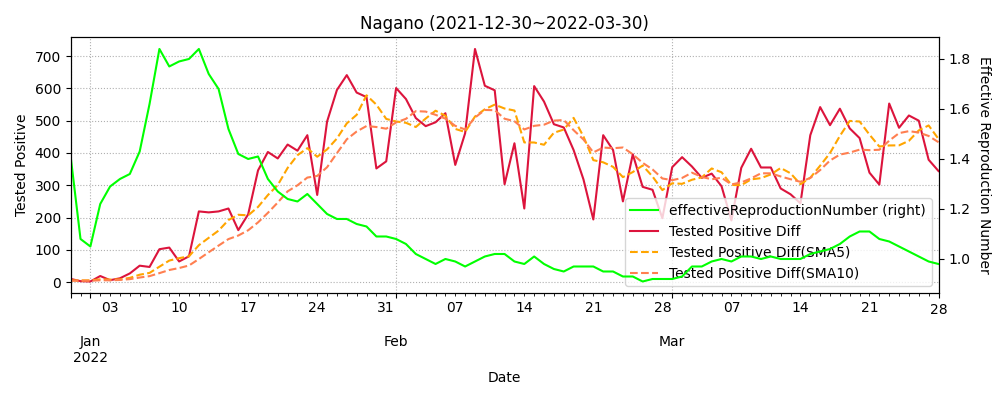 Nagano (2021-12-30~2022-03-30)
700
600
500
400
300
200
100
0
Tested Positive
1.8
1.6
1.4
1.2
1.0
Effective Reproduction Number
effectiveReproductionNumber (right)
Tested Positive Diff
Tested Positive Diff(SMA5)
Tested Positive Diff(SMA10)
03 10 17 24 31 07 14 21 28 07 14 21 28
Jan Feb Mar
2022
Date